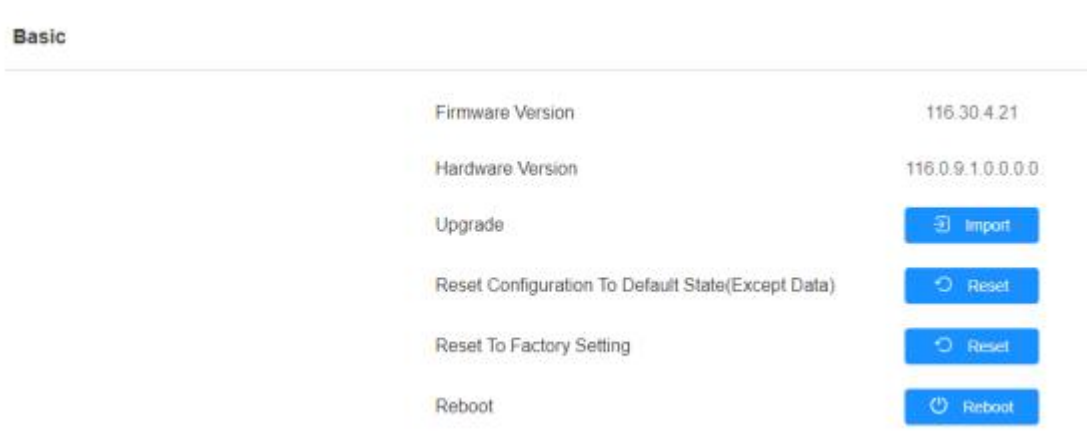 Basic
Firmware Version 116.30.4.21
Hardware Version 116.0.9.1.0.0.0.0
Upgrade Import
Reset Configuration To Default State(Except Data) Reset
Reset To Factory Setting Reset
Reboot Reboot